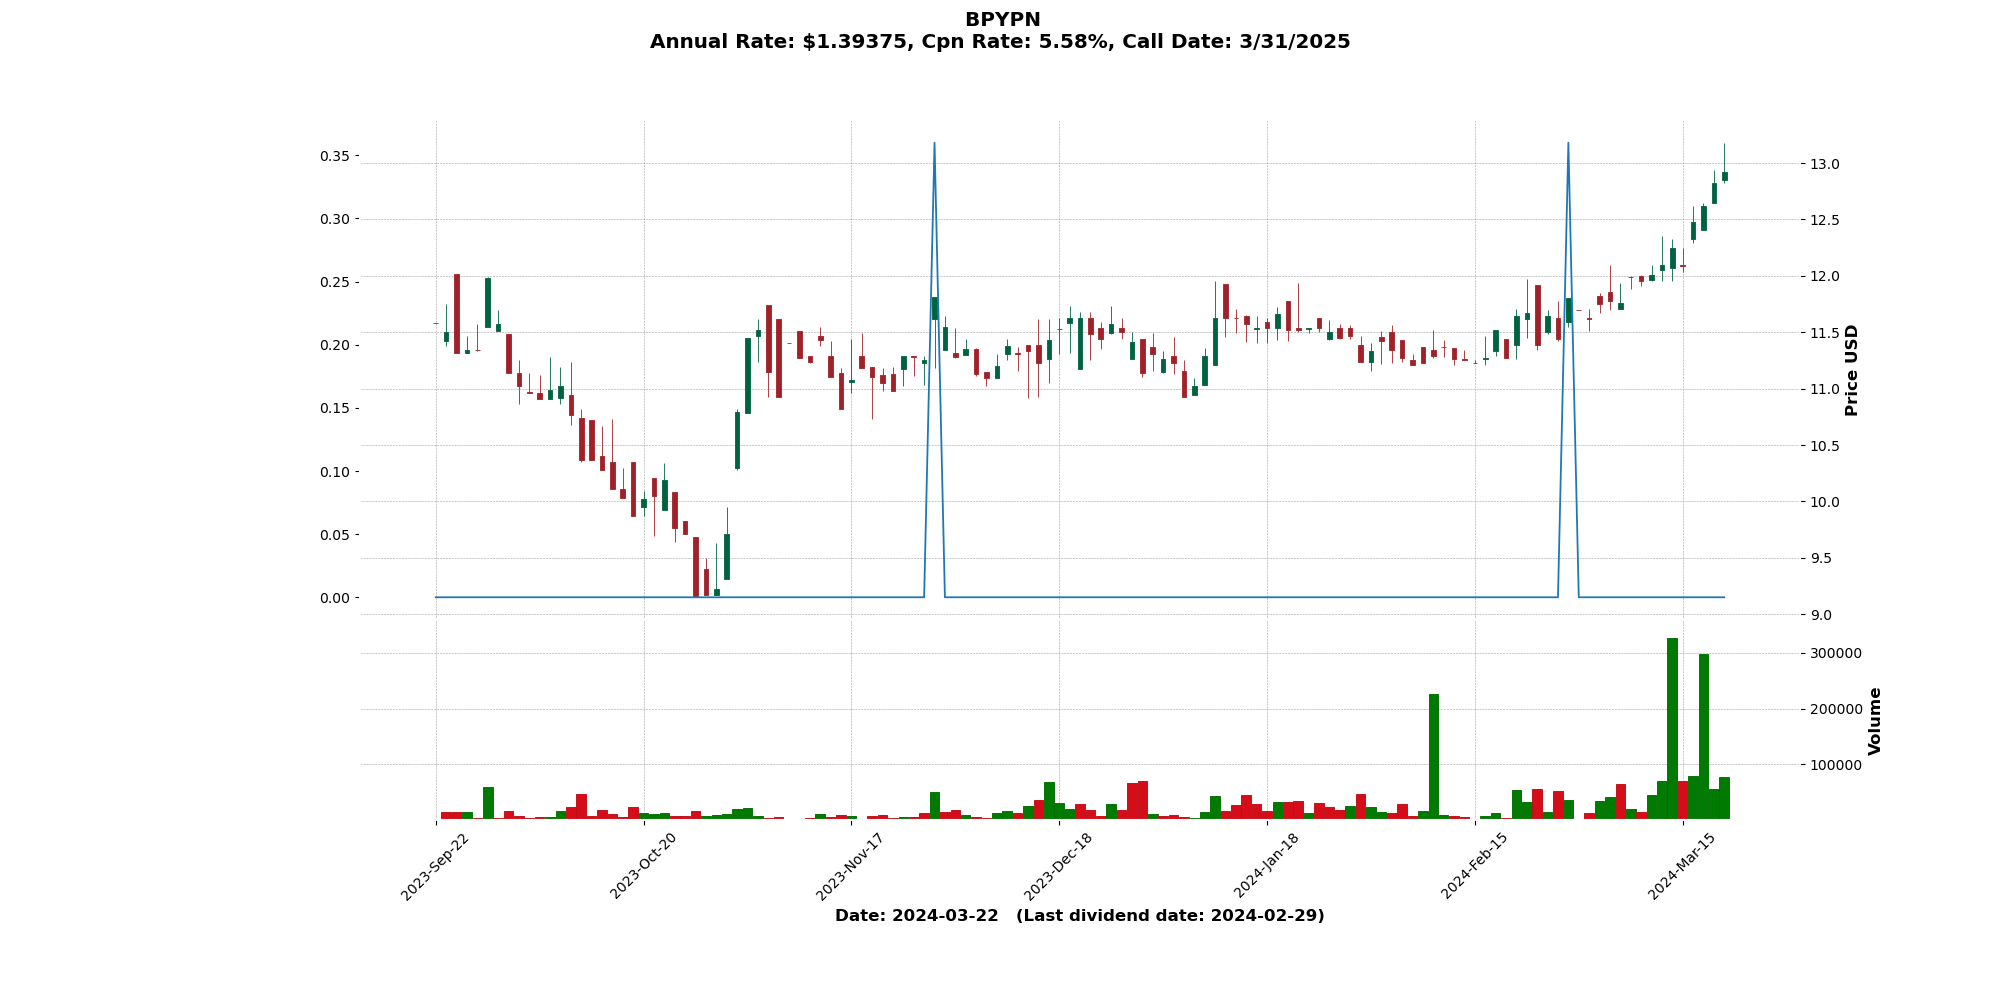 BPYPN
Annual Rate: $1.39375, Cpn Rate: 5.58%, Call Date: 3/31/2025
0.35
0.30
0.25
0.20
0.15
0.10
0.05
0.00
13.0
12.5
12.0
11.5
11.0
10.5
10.0
9.5
9.0
Price USD
300000
200000
100000
Volume
2023-Sep-22
2023-Oct-20
2023-Nov-17
2023-Dec-18
2024-Jan-18
2024-Feb-15
2024-Mar-15
Date: 2024-03-22 (Last dividend date: 2024-02-29)